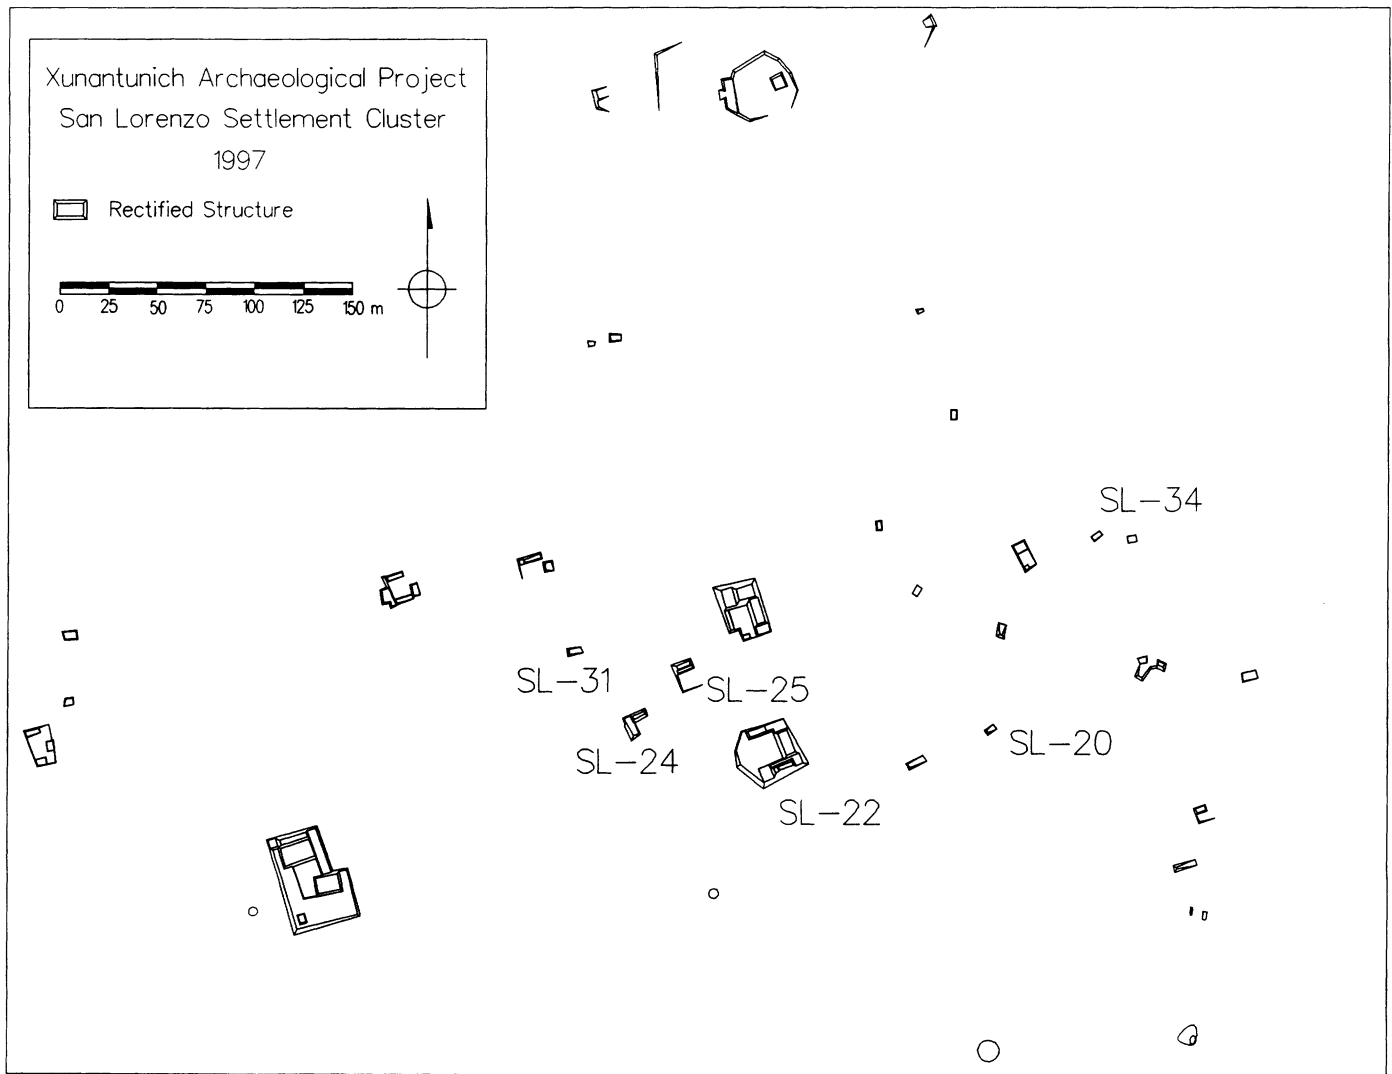 Xunantunich Archaeological Project
San Lorenzo Settlement Cluster
1997
Rectified Structure
0 25 50 75 100 125 150 m
SL-34
SL-31
SL-25
SL-24
SL-20
SL-22